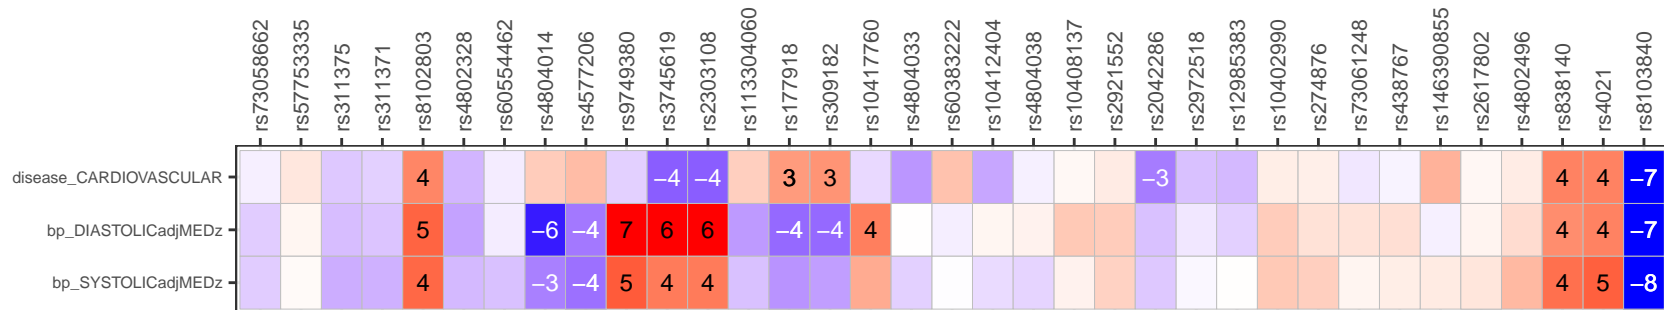 rs73058662
rs57753335
rs311375
rs311371
rs8102803
rs4802328
rs60554462
rs4804014
rs4577206
rs9749380
rs3745619
rs2303108
rs113304060
rs1777918
rs309182
rs10417760
rs4804033
rs60383222
rs10412404
rs4804038
rs10408137
rs2921552
rs2042286
rs2972518
rs12985383
rs10402990
rs274876
rs73061248
rs438767
rs146390855
rs2617802
rs4802496
rs838140
rs4021
rs8103840
disease_CARDIOVASCULAR 4 −4 −4 3 3 −3 4 4 −7
bp_DIASTOLICadjMEDz 5 −6 −4 7 6 6 −4 −4 4 4 4 −7
bp_SYSTOLICadjMEDz 4 −3 −4 5 4 4 4 5 −8